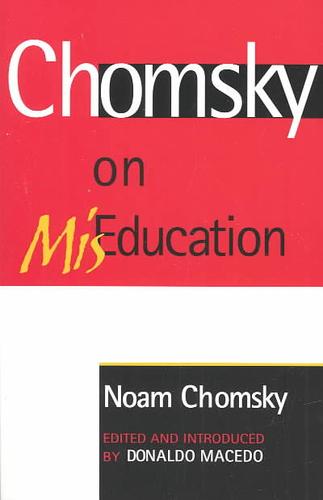 Chomsky
on
MisEducation
Noam Chomsky
EDITED AND INTRODUCED
BY DONALDO MACEDO